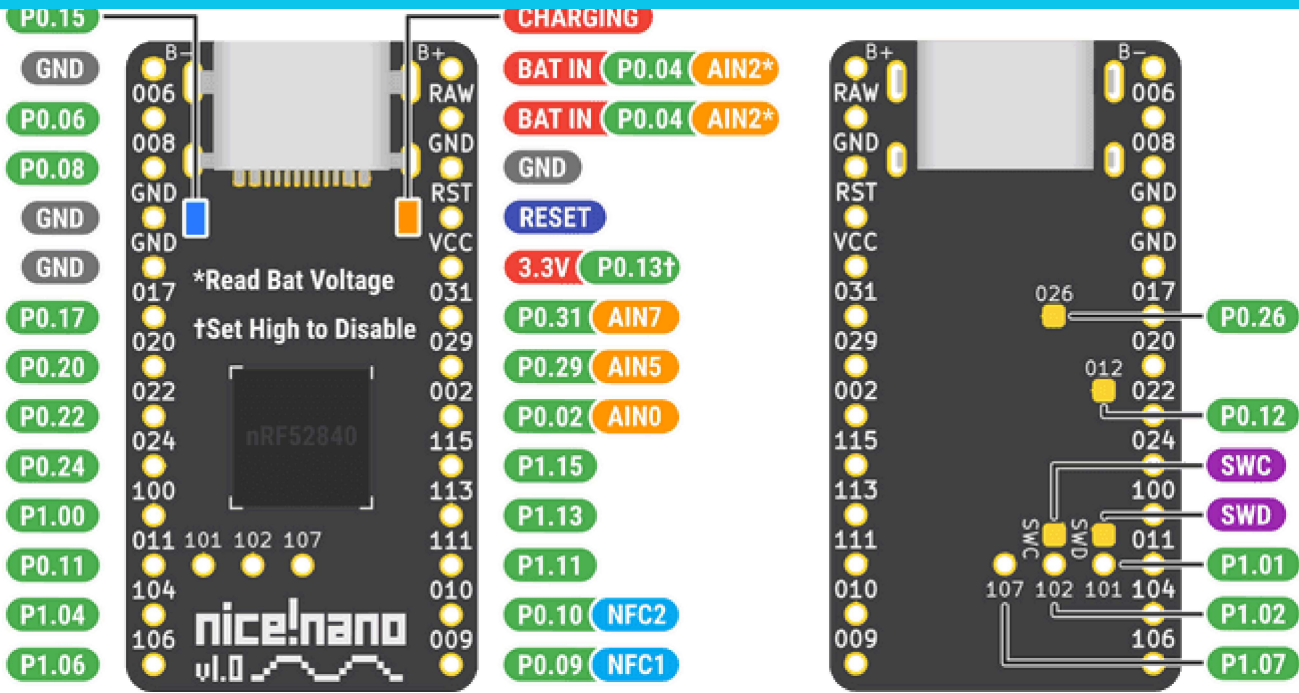 P0.15 CHARGING
B- B+ B+ B-
GND BAT IN P0.04 AIN2*
006 RAW RAW 006
P0.06 BAT IN P0.04 AIN2*
008 GND GND 008
P0.08 GND
GND RST RST GND
GND RESET
GND VCC VCC GND
GND *Read Bat Voltage 3.3V P0.13†
017 031 031 026 017
P0.17 †Set High to Disable P0.31 AIN7 P0.26
020 029 029 020
P0.20 P0.29 AIN5
012
022 002 002 022
P0.22 P0.02 AIN0 P0.12
024 nRF52840 115 115 024
P0.24 P1.15 SWC
100 113 113 100
P1.00 P1.13 SWD
011 101 102 107 111 111 SWC SWD 011
P0.11 P1.11 P1.01
104 010 010 107 102 101 104
P1.04 nice!nano P0.10 NFC2 P1.02
106 009 009 106
P1.06 v1.0 P0.09 NFC1 P1.07